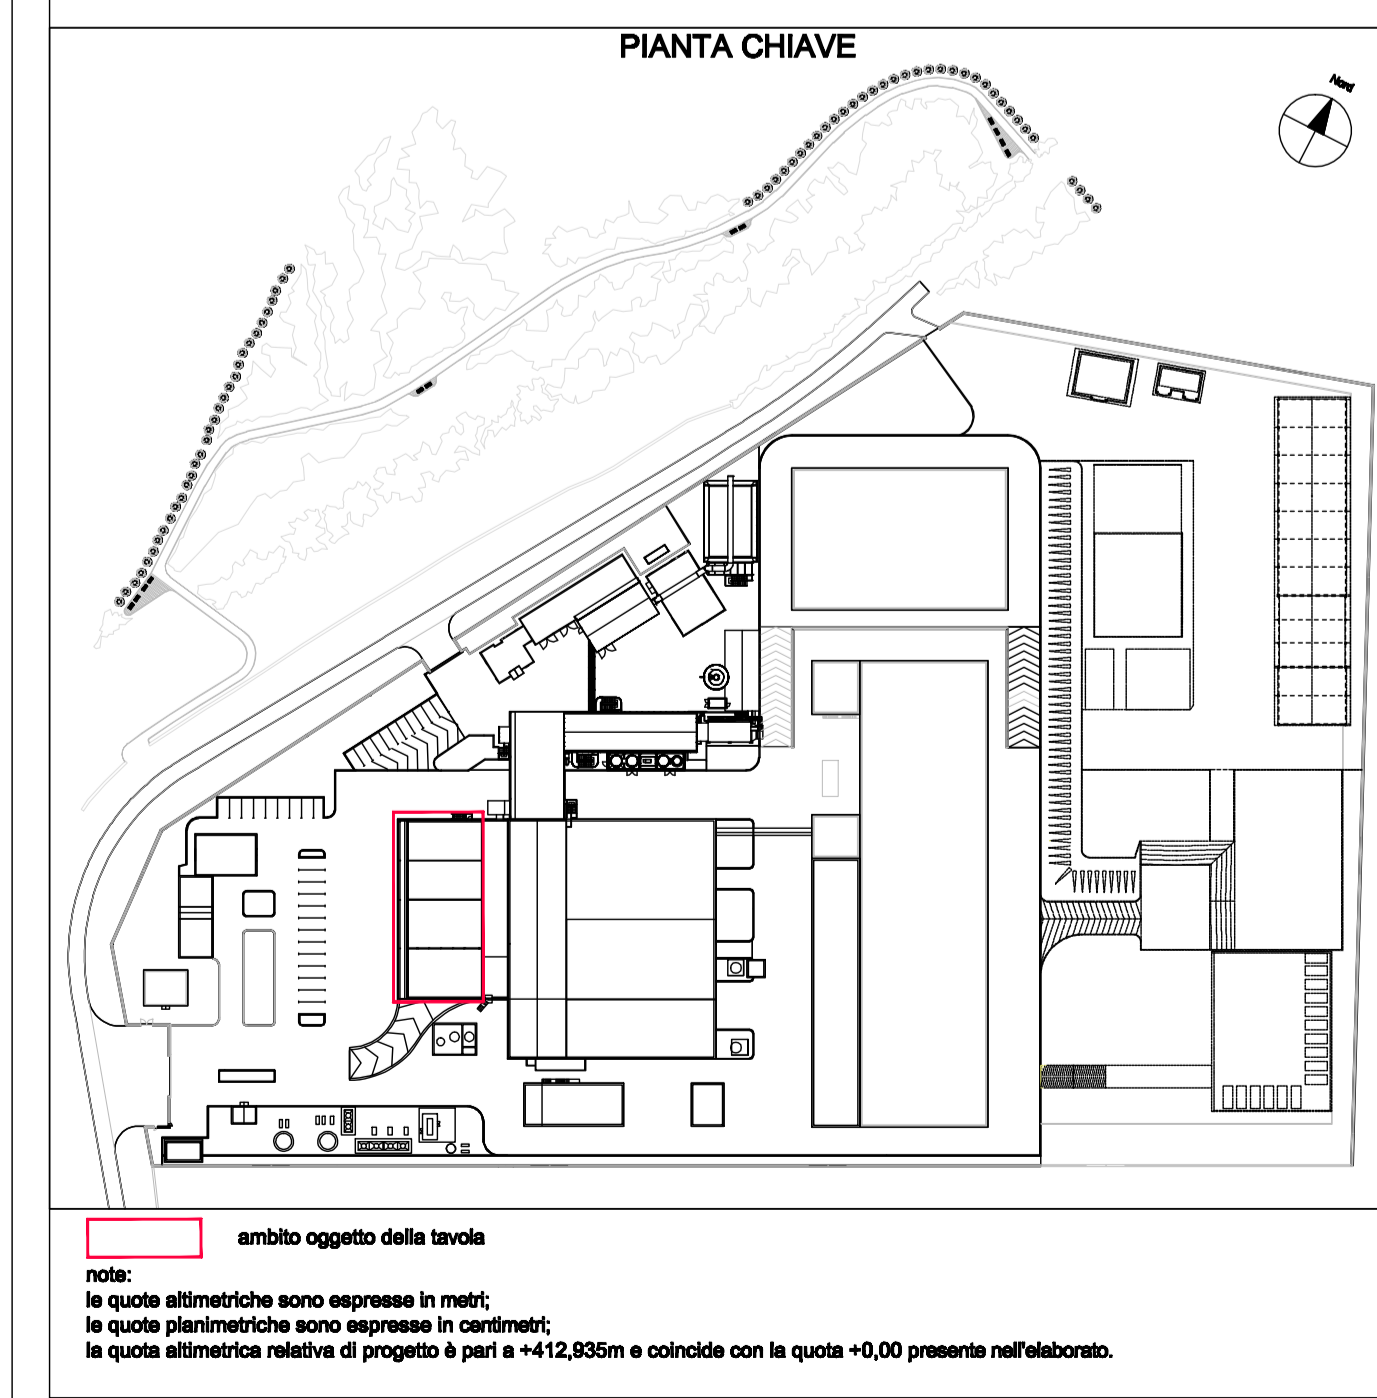 PIANTA CHIAVE
Nord
ambito oggetto della tavola
note:
le quote altimetriche sono espresse in metri;
le quote planimetriche sono espresse in centimetri;
la quota altimetrica relativa di progetto è pari a +412,935m e coincide con la quota +0,00 presente nell'elaborato.